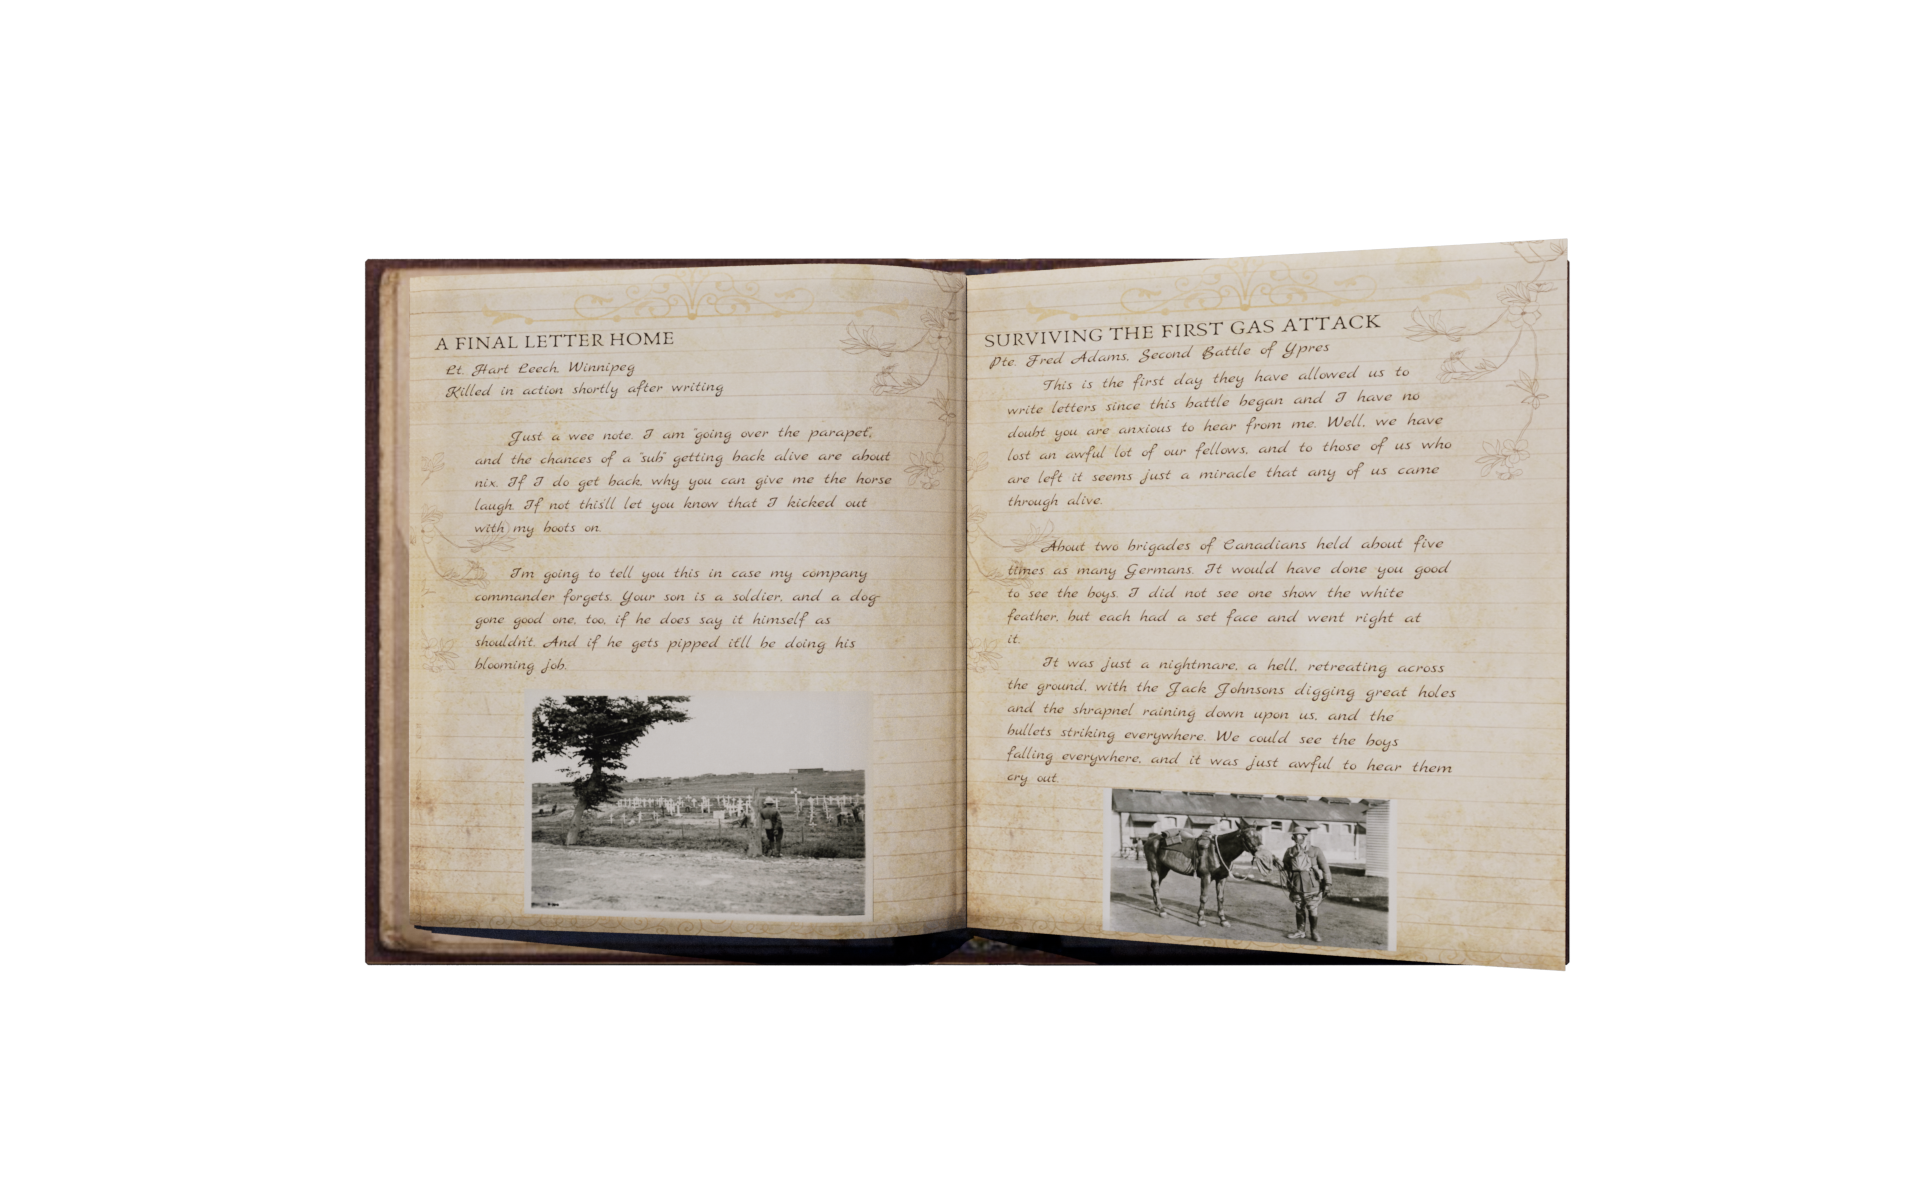 A FINAL LETTER HOME
Lt. Hart Leech, Winnipeg
Killed in action shortly after writing
Just a wee note. I am "going over the parapet",
and the chances of a "sub" getting back alive are about
nix. If I do get back, why you can give me the horse
laugh. If not this'll let you know that I kicked out
with my boots on.
I'm going to tell you this in case my company
commander forgets. Your son is a soldier, and a dog-
gone good one, too, if he does say it himself as
shouldn't. And if he gets pipped it'll be doing his
blooming job.
SURVIVING THE FIRST GAS ATTACK
Pte. Fred Adams, Second Battle of Ypres
This is the first day they have allowed us to
write letters since this battle began and I have no
doubt you are anxious to hear from me. Well, we have
lost an awful lot of our fellows, and to those of us who
are left it seems just a miracle that any of us came
through alive.
About two brigades of Canadians held about five
times as many Germans. It would have done you good
to see the boys. I did not see one show the white
feather, but each had a set face and went right at
it.
It was just a nightmare, a hell, retreating across
the ground, with the Jack Johnsons digging great holes
and the shrapnel raining down upon us, and the
bullets striking everywhere. We could see the boys
falling everywhere, and it was just awful to hear them
cry out.